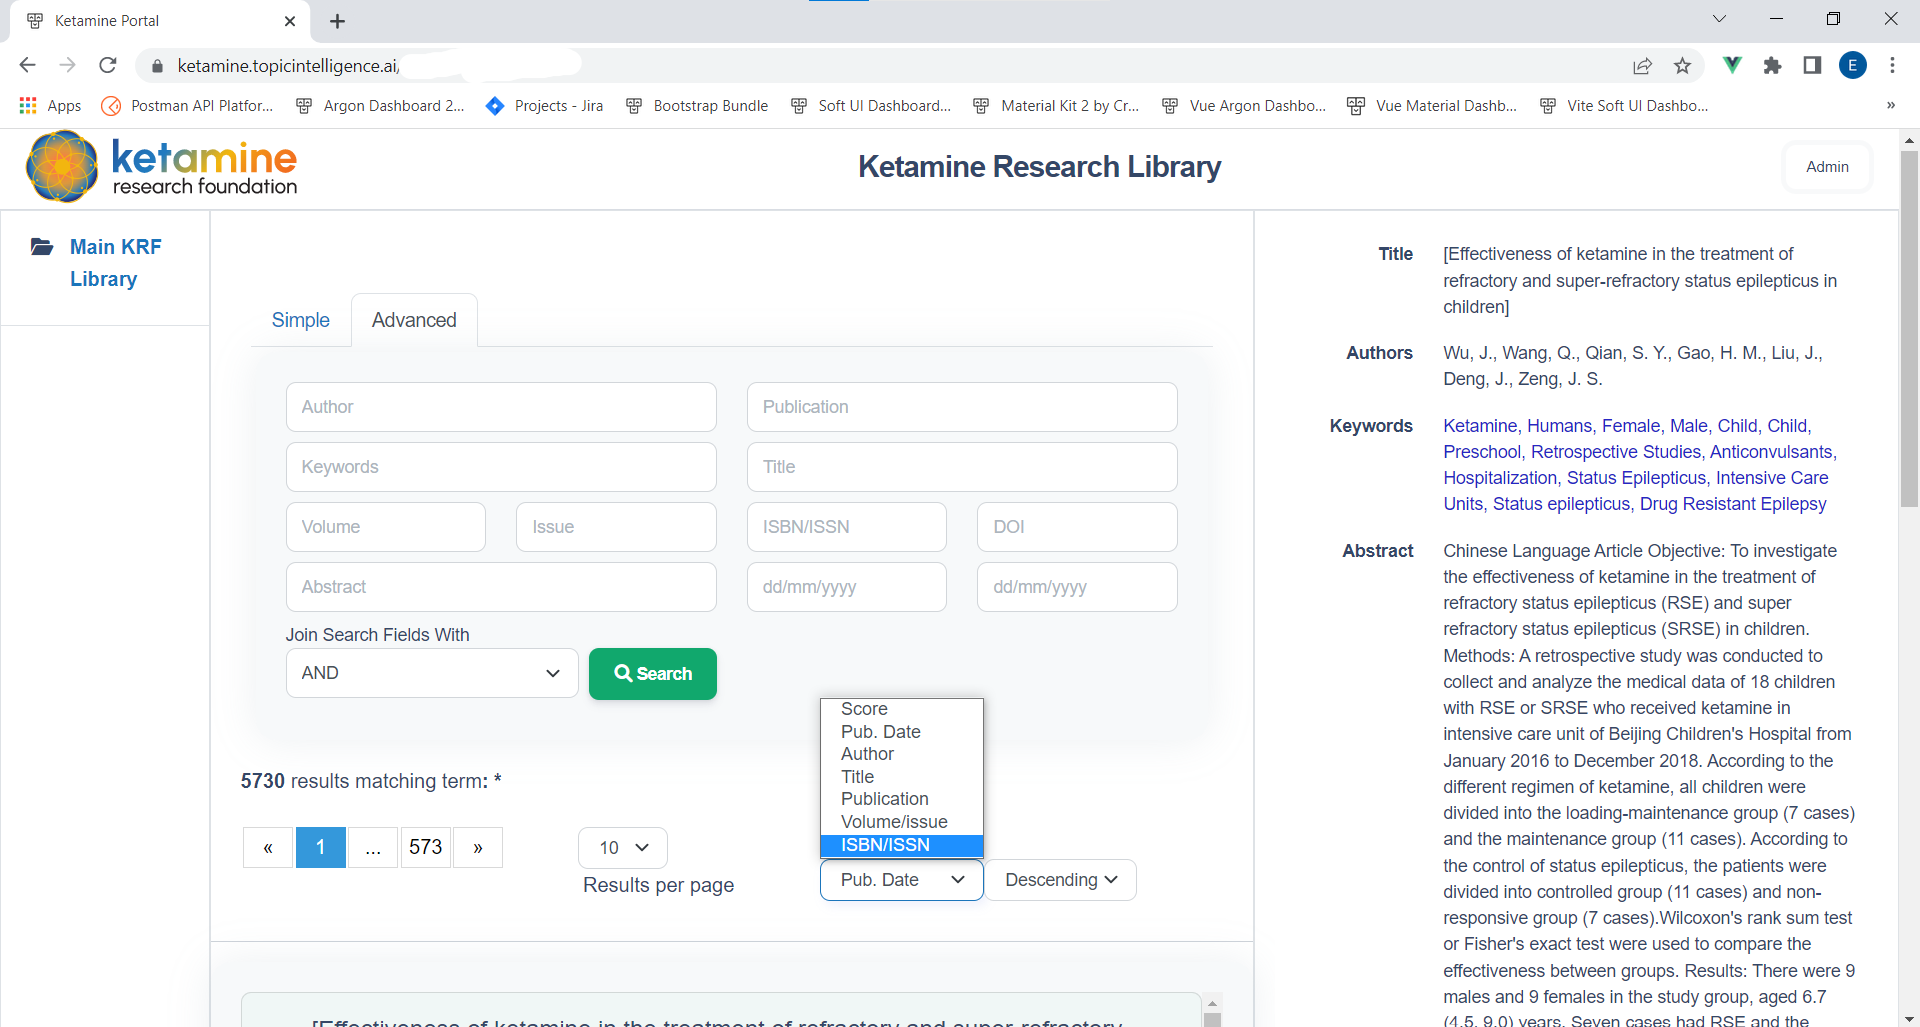 Ketamine Portal
ketamine.topicintelligence.ai/
E
Apps
Postman API Platfor...
Argon Dashboard 2...
Projects - Jira
Bootstrap Bundle
Soft UI Dashboard...
Material Kit 2 by Cr...
Vue Argon Dashbo...
Vue Material Dashb...
Vite Soft UI Dashbo...
»
ketamine
research foundation
Ketamine Research Library
Admin
Main KRF
Library
Simple
Advanced
Author
Publication
Keywords
Title
Volume
Issue
ISBN/ISSN
DOI
Abstract
dd/mm/yyyy
dd/mm/yyyy
Join Search Fields With
AND
Search
Score
Pub. Date
Author
Title
Publication
Volume/issue
ISBN/ISSN
5730 results matching term: *
«
1
...
573
»
10
Results per page
Pub. Date
Descending
[Effectiveness of ketamine in the treatment of refractory and super-refractory
Title
[Effectiveness of ketamine in the treatment of
refractory and super-refractory status epilepticus in
children]
Authors
Wu, J., Wang, Q., Qian, S. Y., Gao, H. M., Liu, J.,
Deng, J., Zeng, J. S.
Keywords
Ketamine, Humans, Female, Male, Child, Child,
Preschool, Retrospective Studies, Anticonvulsants,
Hospitalization, Status Epilepticus, Intensive Care
Units, Status epilepticus, Drug Resistant Epilepsy
Abstract
Chinese Language Article Objective: To investigate
the effectiveness of ketamine in the treatment of
refractory status epilepticus (RSE) and super
refractory status epilepticus (SRSE) in children.
Methods: A retrospective study was conducted to
collect and analyze the medical data of 18 children
with RSE or SRSE who received ketamine in
intensive care unit of Beijing Children's Hospital from
January 2016 to December 2018. According to the
different regimen of ketamine, all children were
divided into the loading-maintenance group (7 cases)
and the maintenance group (11 cases). According to
the control of status epilepticus, the patients were
divided into controlled group (11 cases) and non-
responsive group (7 cases).Wilcoxon's rank sum test
or Fisher's exact test were used to compare the
effectiveness between groups. Results: There were 9
males and 9 females in the study group, aged 6.7
(4.5, 9.0) years. Seven cases had RSE and the